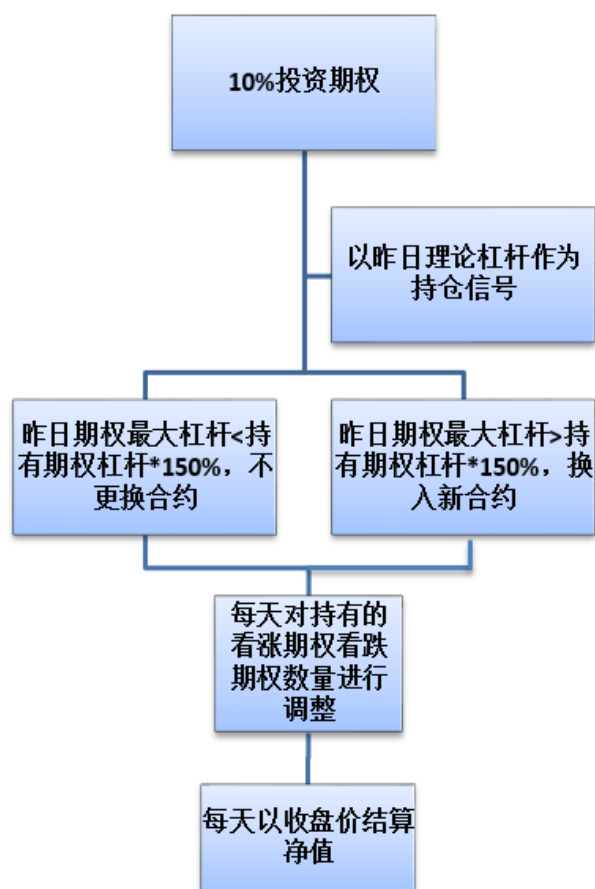 10%投资期权
以昨日理论杠杆作为
持仓信号
昨日期权最大杠杆<持
有期权杠杆*150%，不
更换合约
昨日期权最大杠杆>持
有期权杠杆*150%，换
入新合约
每天对持有的
看涨期权看跌
期权数量进行
调整
每天以收盘价结算
净值